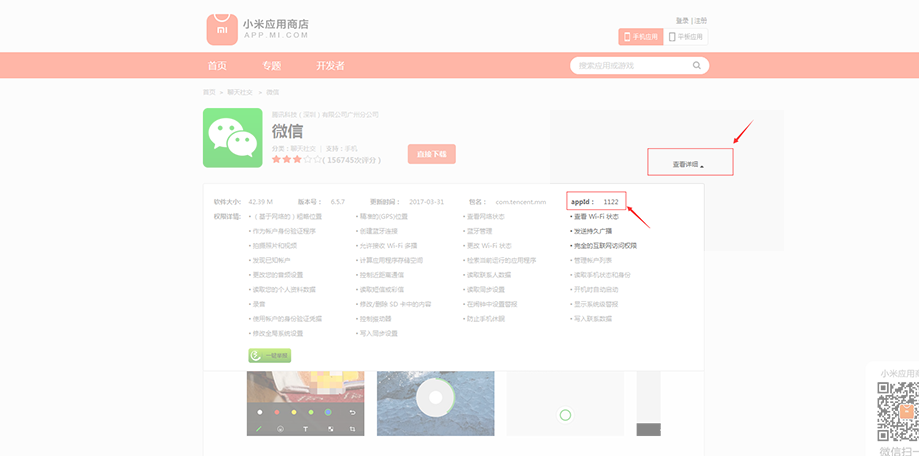 小米应用商店
APP.MI.COM
登录 | 注册
手机应用
平板应用
首页
专题
开发者
搜索应用或游戏
首页 > 聊天社交 > 微信
腾讯科技（深圳）有限公司广州分公司
微信
分类：聊天社交 | 支持：手机
( 156745次评分 )
直接下载
查看详细
软件大小: 42.39 M 版本号： 6.5.7 更新时间： 2017-03-31 包名： com.tencent.mm appId： 1122
权限详情: • （基于网络的）粗略位置 • 精准的(GPS)位置 • 查看网络状态 • 查看 Wi-Fi 状态
• 作为帐户身份验证程序 • 创建蓝牙连接 • 蓝牙管理 • 发送持久广播
• 拍摄照片和视频 • 允许接收 Wi-Fi 多播 • 更改 Wi-Fi 状态 • 完全的互联网访问权限
• 发现已知帐户 • 计算应用程序存储空间 • 检索当前运行的应用程序 • 管理帐户列表
• 更改您的音频设置 • 控制近距离通信 • 读取联系人数据 • 读取手机状态和身份
• 读取您的个人资料数据 • 读取短信或彩信 • 读取同步设置 • 开机时自动启动
• 录音 • 修改/删除 SD 卡中的内容 • 在闹钟中设置警报 • 显示系统级警报
• 使用帐户的身份验证凭据 • 控制振动器 • 防止手机休眠 • 写入联系数据
• 修改全局系统设置 • 写入同步设置
一键举报
T
小米应用商
微信扫一